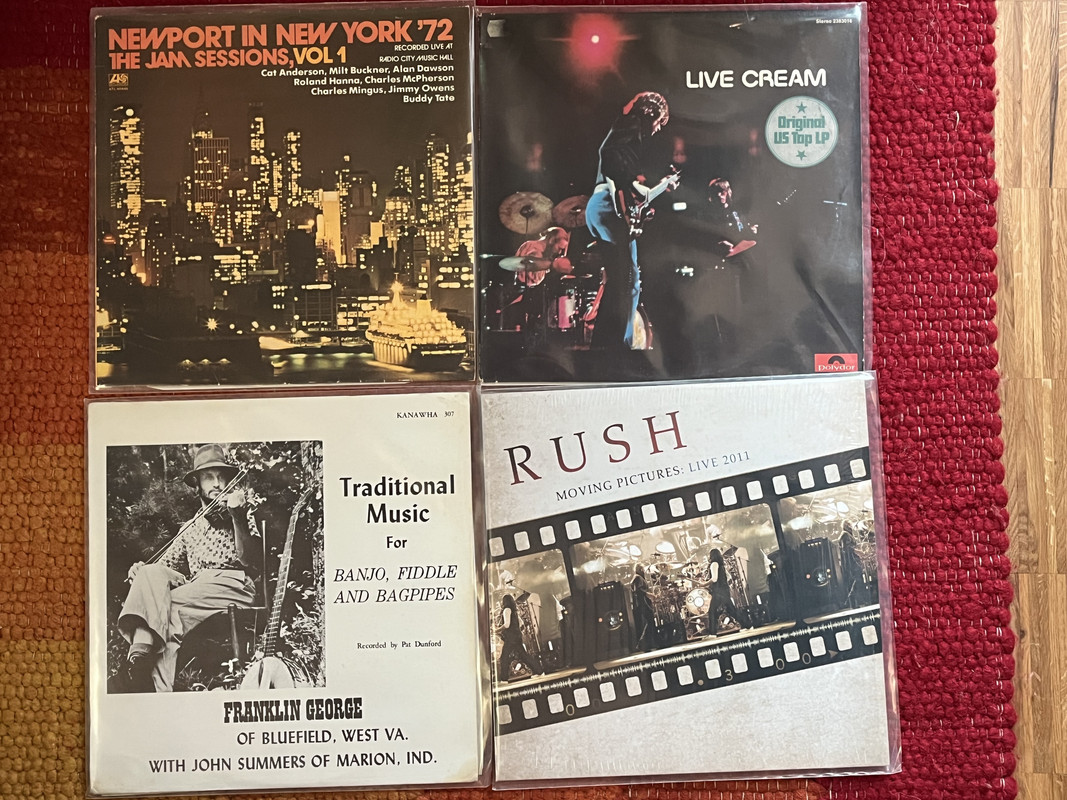 NEWPORT IN NEW YORK '72
THE JAM SESSIONS, VOL 1
RECORDED LIVE AT
RADIO CITY MUSIC HALL
Cat Anderson, Milt Buckner, Alan Dawson
Roland Hanna, Charles McPherson
Charles Mingus, Jimmy Owens
Buddy Tate
Stereo 2383016
LIVE CREAM
Original
US Top LP
Polydor
KANAWHA 307
Traditional
Music
For
BANJO, FIDDLE
AND BAGPIPES
Recorded by Pat Dunford
FRANKLIN GEORGE
OF BLUEFIELD, WEST VA.
WITH JOHN SUMMERS OF MARION, IND.
RUSH
MOVING PICTURES: LIVE 2011